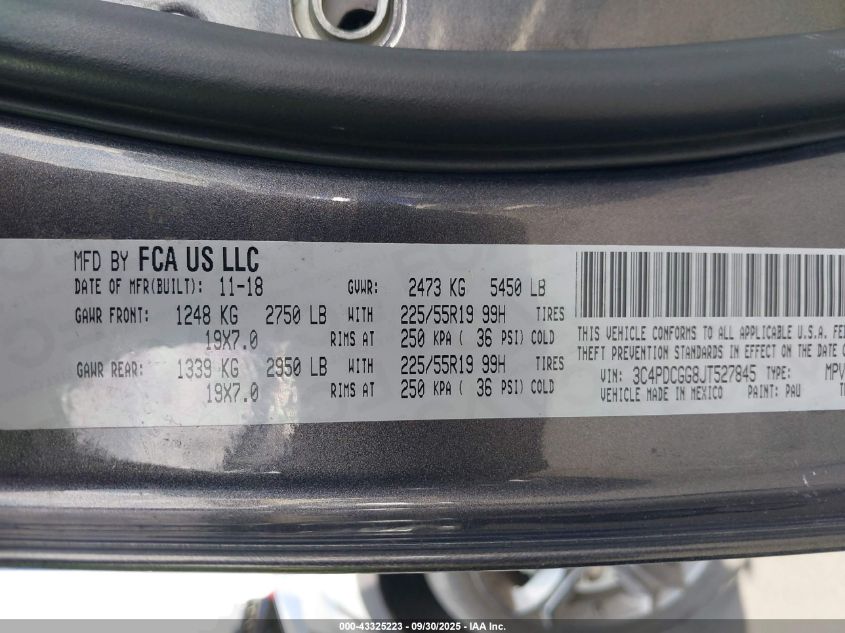 MFD BY FCA US LLC
DATE OF MFR(BUILT): 11-18 GVWR: 2473 KG 5450 LB
GAWR FRONT: 1248 KG 2750 LB WITH 225/55R19 99H TIRES
19X7.0 RIMS AT 250 KPA ( 36 PSI) COLD
GAWR REAR: 1339 KG 2950 LB WITH 225/55R19 99H TIRES
19X7.0 RIMS AT 250 KPA ( 36 PSI) COLD
THIS VEHICLE CONFORMS TO ALL APPLICABLE U.S.A.
THEFT PREVENTION STANDARDS IN EFFECT ON THE DATE
VIN: 3C4PDCGG8JT527845 TYPE: MPV
VEHICLE MADE IN MEXICO PAINT: PAU
000-43325223 - 09/30/2025 - IAA Inc.